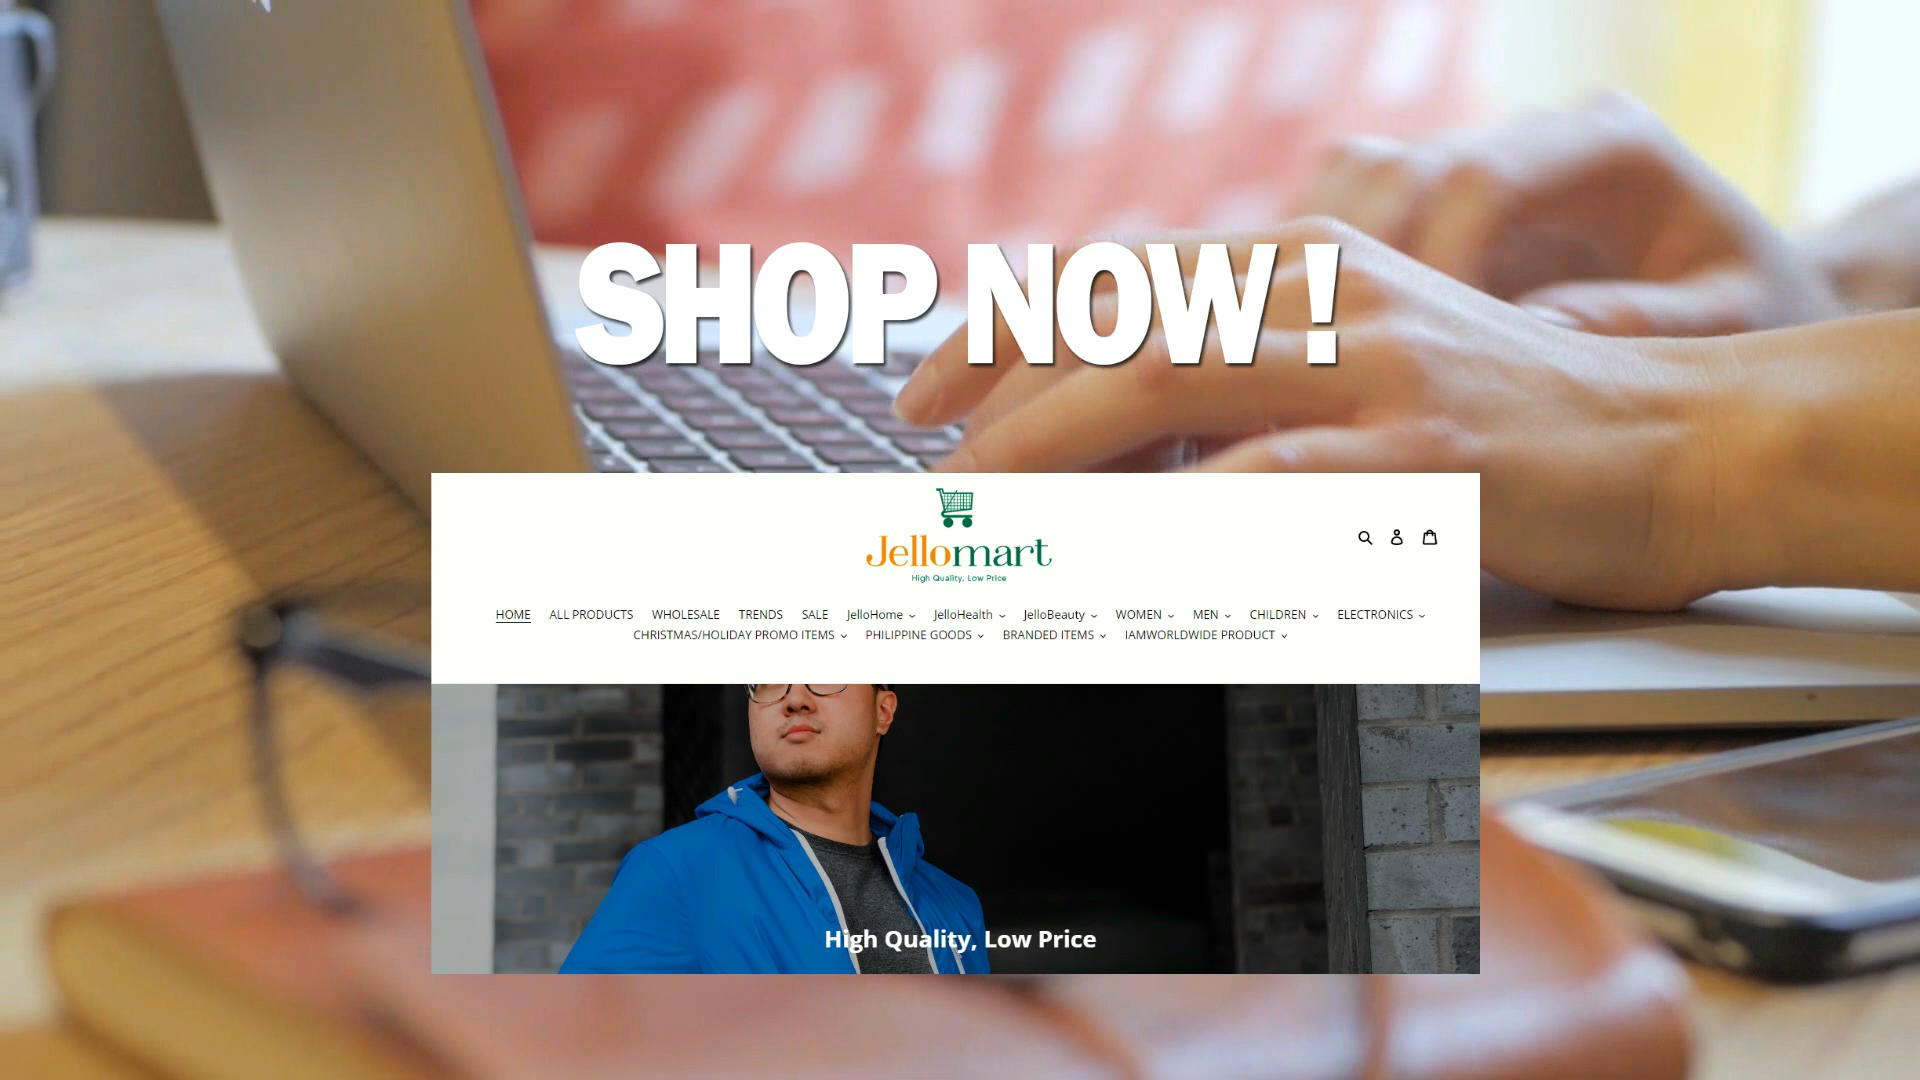 SHOP NOW !
Jellomart
High Quality, Low Price
HOME ALL PRODUCTS WHOLESALE TRENDS SALE JelloHome JelloHealth JelloBeauty WOMEN MEN CHILDREN ELECTRONICS
CHRISTMAS/HOLIDAY PROMO ITEMS PHILIPPINE GOODS BRANDED ITEMS IAMWORLDWIDE PRODUCT
High Quality, Low Price